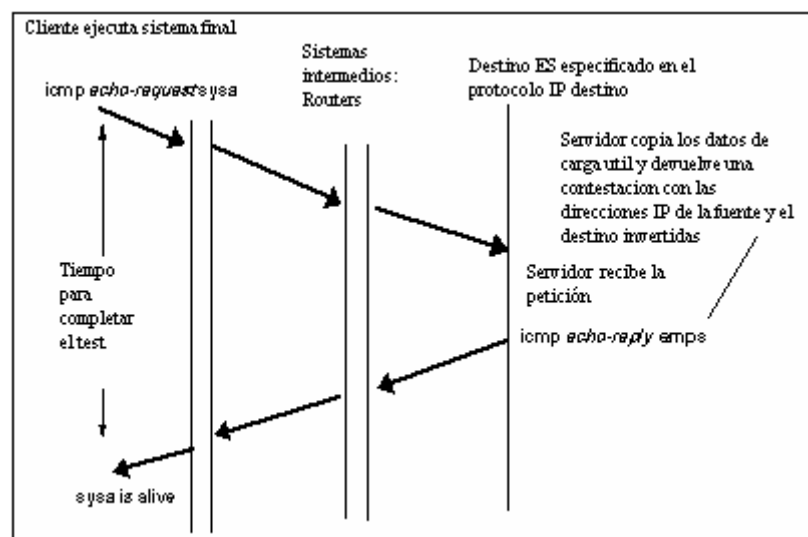 Cliente ejecuta sistema final
icmp echo-request sysa
Sistemas
intermedios:
Routers
Destino ES especificado en el
protocolo IP destino
Servidor copia los datos de
carga util y devuelve una
contestacion con las
direcciones IP de la fuente y el
destino invertidas
Tiempo
para
completar
el test
Servidor recibe la
petición
icmp echo-reply emps
sysa is alive